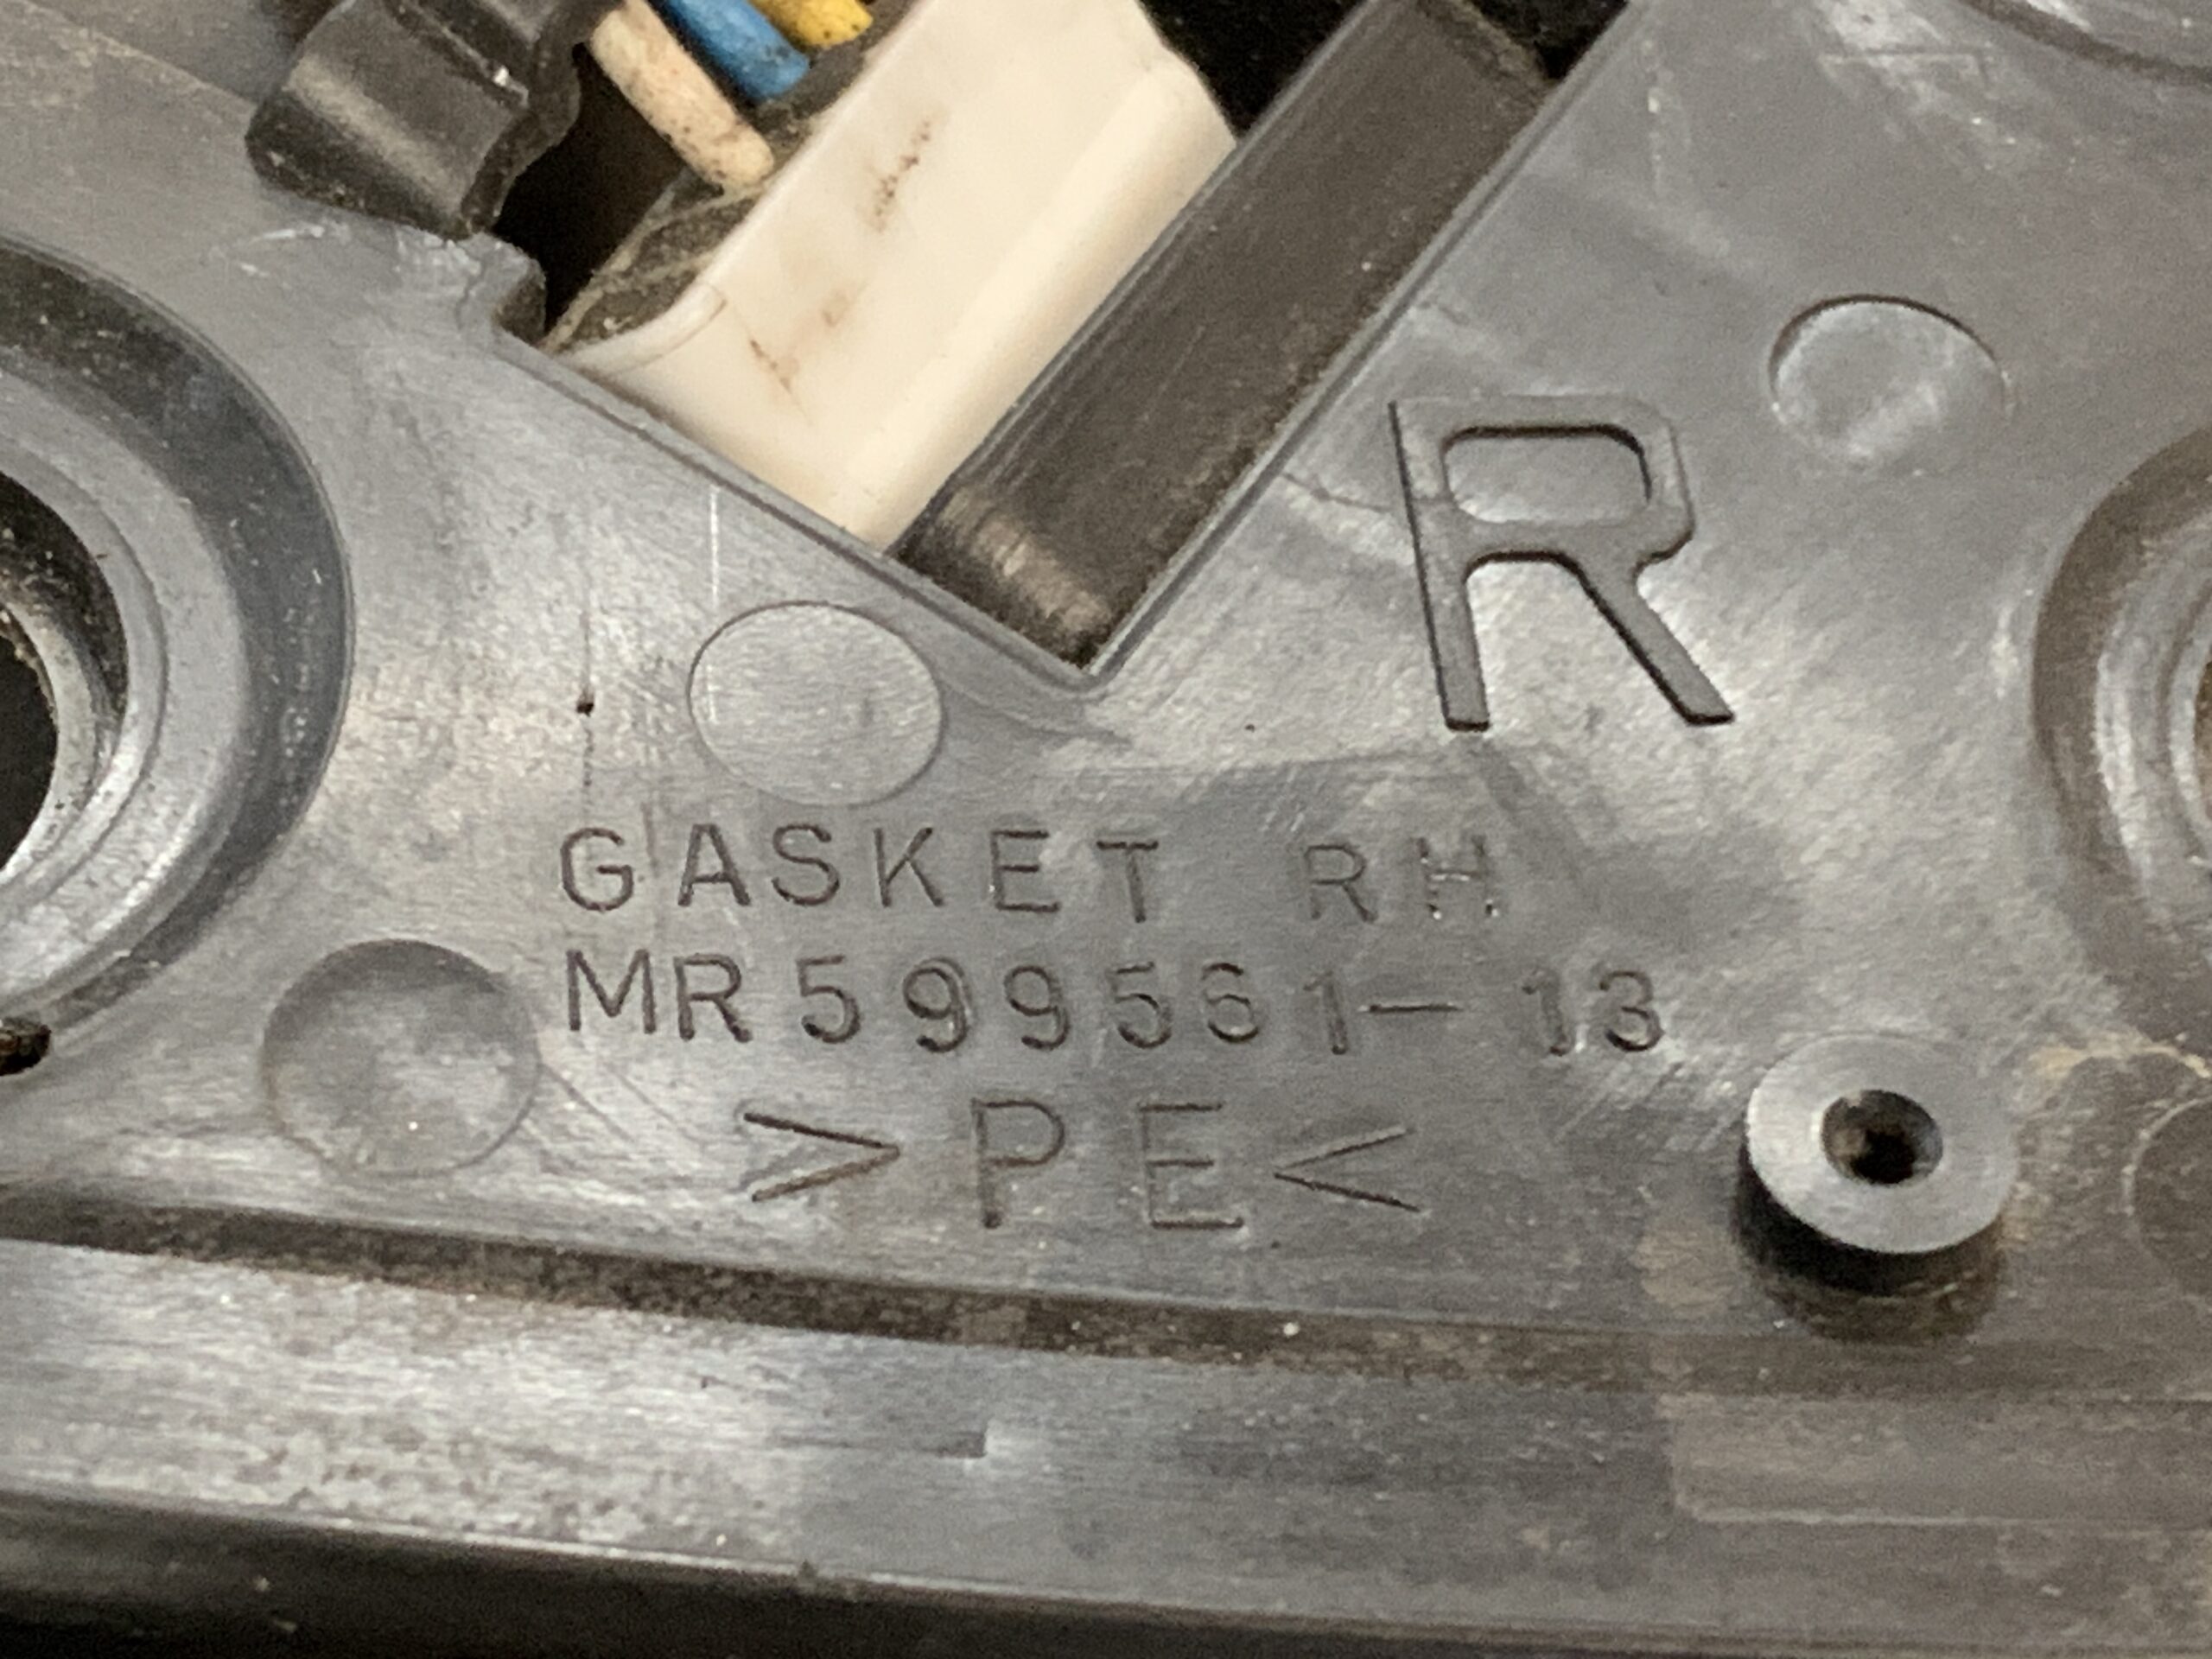 R
GASKET RH
MR599561-13
>PE<